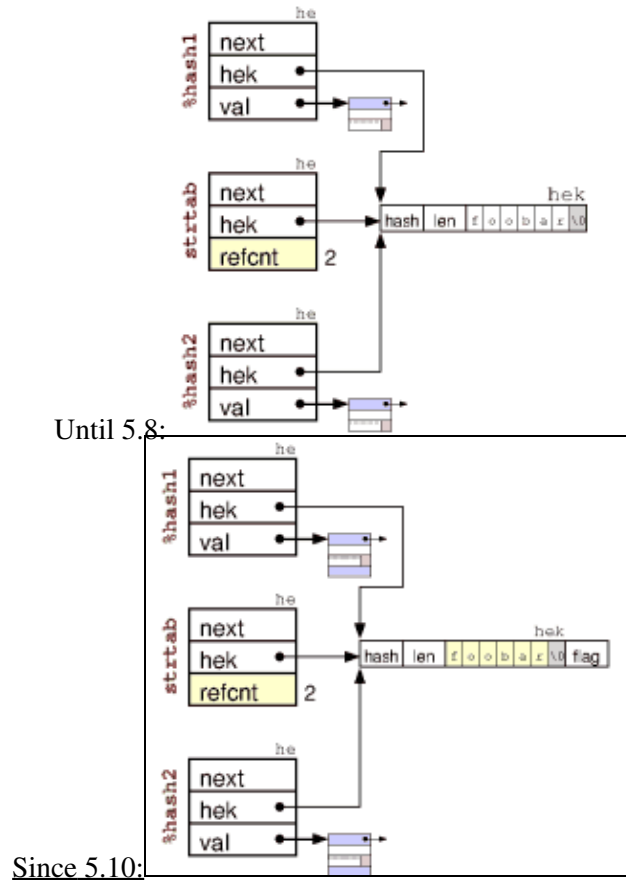 he
%hash1
next
hek
val
he
strtab
next
hek
refcnt 2
hek
hash len f o o b a r \0
he
%hash2
next
hek
val
Until 5.8:
he
%hash1
next
hek
val
he
strtab
next
hek
refcnt 2
hek
hash len f o o b a r \0 flag
he
%hash2
next
hek
val
Since 5.10: